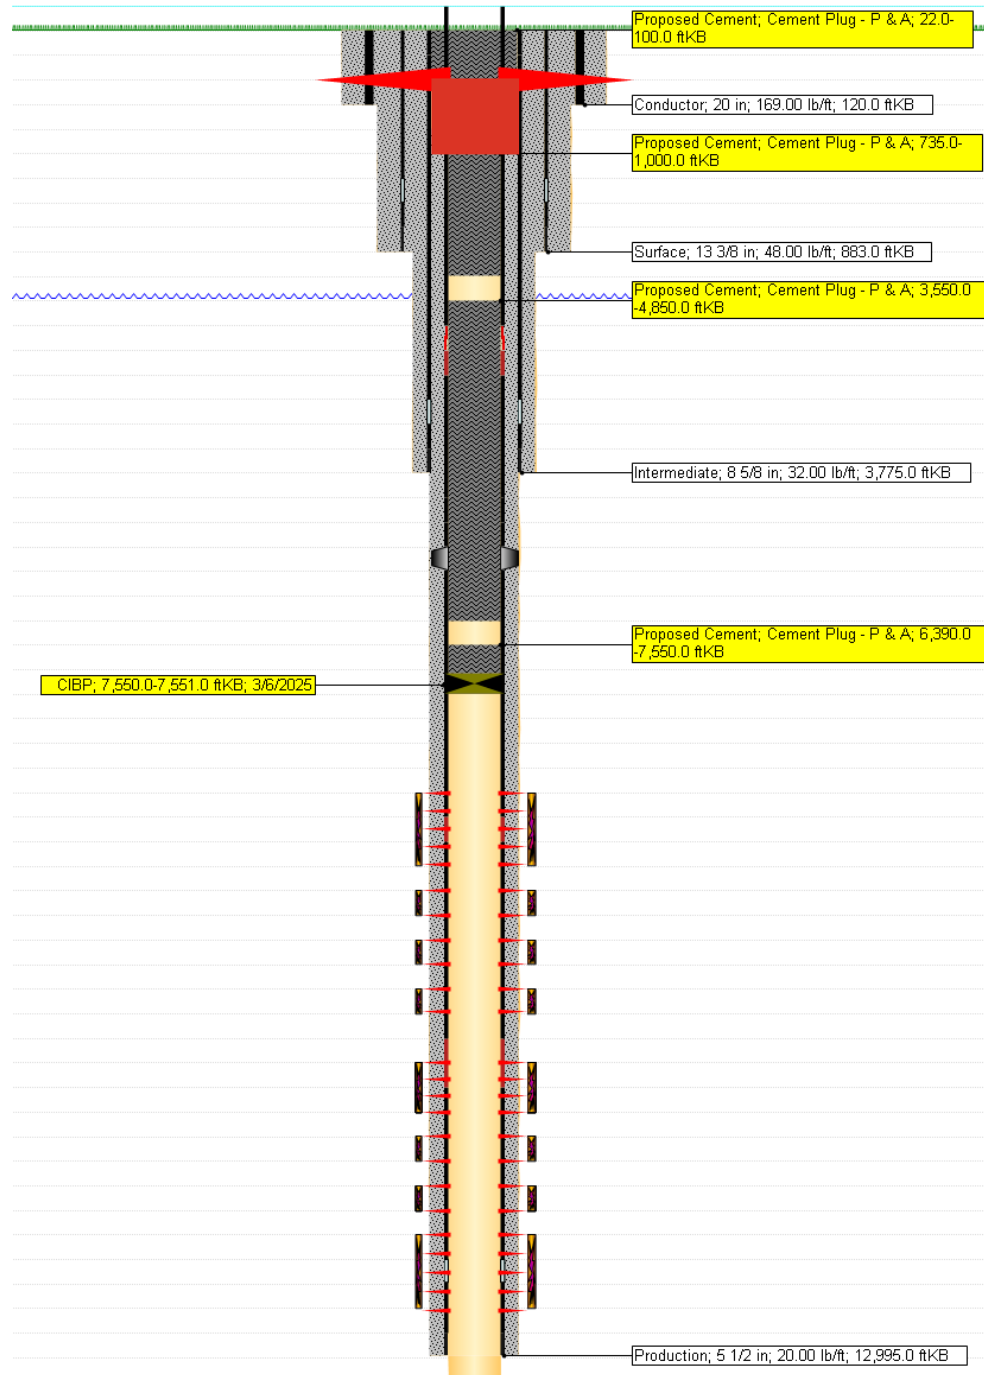 Proposed Cement; Cement Plug - P & A; 22.0-
100.0 ftKB
Conductor; 20 in; 169.00 lb/ft; 120.0 ftKB
Proposed Cement; Cement Plug - P & A; 735.0-
1,000.0 ftKB
Surface; 13 3/8 in; 48.00 lb/ft; 883.0 ftKB
Proposed Cement; Cement Plug - P & A; 3,550.0
-4,850.0 ftKB
Intermediate; 8 5/8 in; 32.00 lb/ft; 3,775.0 ftKB
Proposed Cement; Cement Plug - P & A; 6,390.0
-7,550.0 ftKB
CIBP; 7,550.0-7,551.0 ftKB; 3/6/2025
Production; 5 1/2 in; 20.00 lb/ft; 12,995.0 ftKB